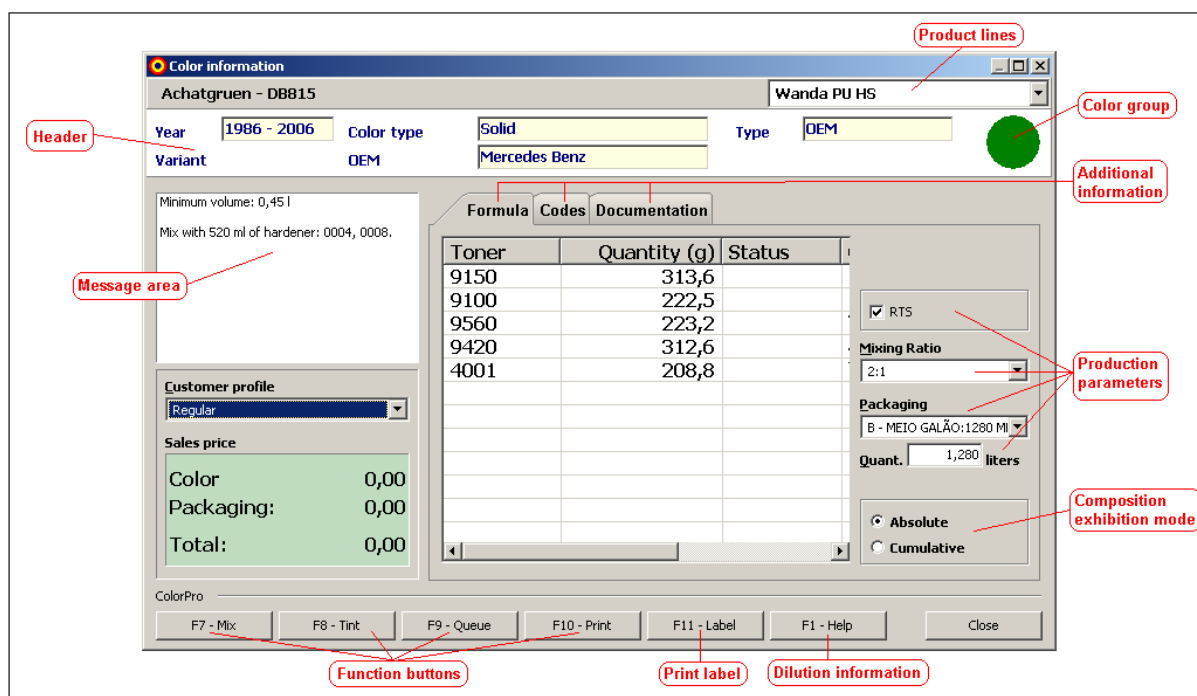 Product lines
Color information
Achatgruen - DB815
Wanda PU HS
Color group
Header
Year 1986 - 2006 Color type Solid Type OEM
Variant OEM Mercedes Benz
Additional
information
Minimum volume: 0,45 l
Mix with 520 ml of hardener: 0004, 0008.
Message area
Formula Codes Documentation
Toner Quantity (g) Status
9150 313,6
9100 222,5
9560 223,2
9420 312,6
4001 208,8
RTS
Mixing Ratio
2:1
Production
parameters
Packaging
B - MEIO GALÃO:1280 Ml
Quant. 1,280 liters
Customer profile
Regular
Sales price
Color 0,00
Packaging: 0,00
Total: 0,00
Composition
exhibition mode
Absolute
Cumulative
ColorPro
F7 - Mix F8 - Tint F9 - Queue F10 - Print F11 - Label F1 - Help Close
Function buttons Print label Dilution information